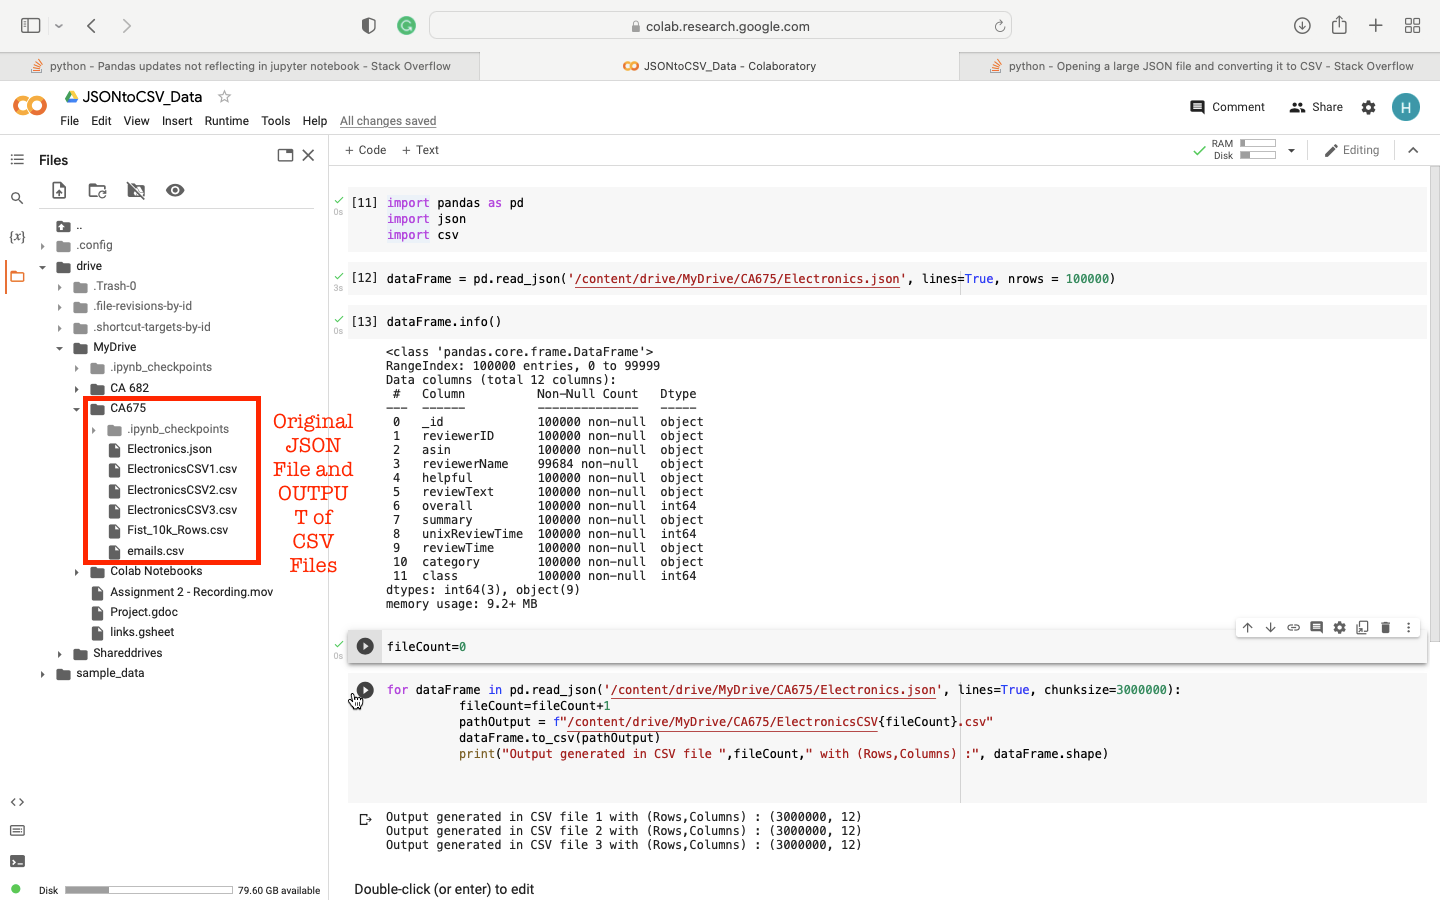 colab.research.google.com
python - Pandas updates not reflecting in jupyter notebook - Stack Overflow
JSONtoCSV_Data - Colaboratory
python - Opening a large JSON file and converting it to CSV - Stack Overflow
JSONtoCSV_Data
Comment
Share
H
File Edit View Insert Runtime Tools Help All changes saved
Files
+ Code + Text
RAM
Disk
Editing
..
.config
drive
.Trash-0
.file-revisions-by-id
.shortcut-targets-by-id
MyDrive
.ipynb_checkpoints
CA 682
CA675
.ipynb_checkpoints
Electronics.json
ElectronicsCSV1.csv
ElectronicsCSV2.csv
ElectronicsCSV3.csv
Fist_10k_Rows.csv
emails.csv
Colab Notebooks
Assignment 2 - Recording.mov
Project.gdoc
links.gsheet
Shareddrives
sample_data
{x}
Disk 79.60 GB available
Original
JSON
File and
OUTPU
T of
CSV
Files
0s
[11] import pandas as pd
import json
import csv
3s
[12] dataFrame = pd.read_json('/content/drive/MyDrive/CA675/Electronics.json', lines=True, nrows = 100000)
0s
[13] dataFrame.info()
<class 'pandas.core.frame.DataFrame'>
RangeIndex: 100000 entries, 0 to 99999
Data columns (total 12 columns):
# Column Non-Null Count Dtype
--- ------ -------------- -----
0 _id 100000 non-null object
1 reviewerID 100000 non-null object
2 asin 100000 non-null object
3 reviewerName 99684 non-null object
4 helpful 100000 non-null object
5 reviewText 100000 non-null object
6 overall 100000 non-null int64
7 summary 100000 non-null object
8 unixReviewTime 100000 non-null int64
9 reviewTime 100000 non-null object
10 category 100000 non-null object
11 class 100000 non-null int64
dtypes: int64(3), object(9)
memory usage: 9.2+ MB
0s
fileCount=0
for dataFrame in pd.read_json('/content/drive/MyDrive/CA675/Electronics.json', lines=True, chunksize=3000000):
fileCount=fileCount+1
pathOutput = f"/content/drive/MyDrive/CA675/ElectronicsCSV{fileCount}.csv"
dataFrame.to_csv(pathOutput)
print("Output generated in CSV file ",fileCount," with (Rows,Columns) :", dataFrame.shape)
Output generated in CSV file 1 with (Rows,Columns) : (3000000, 12)
Output generated in CSV file 2 with (Rows,Columns) : (3000000, 12)
Output generated in CSV file 3 with (Rows,Columns) : (3000000, 12)
Double-click (or enter) to edit